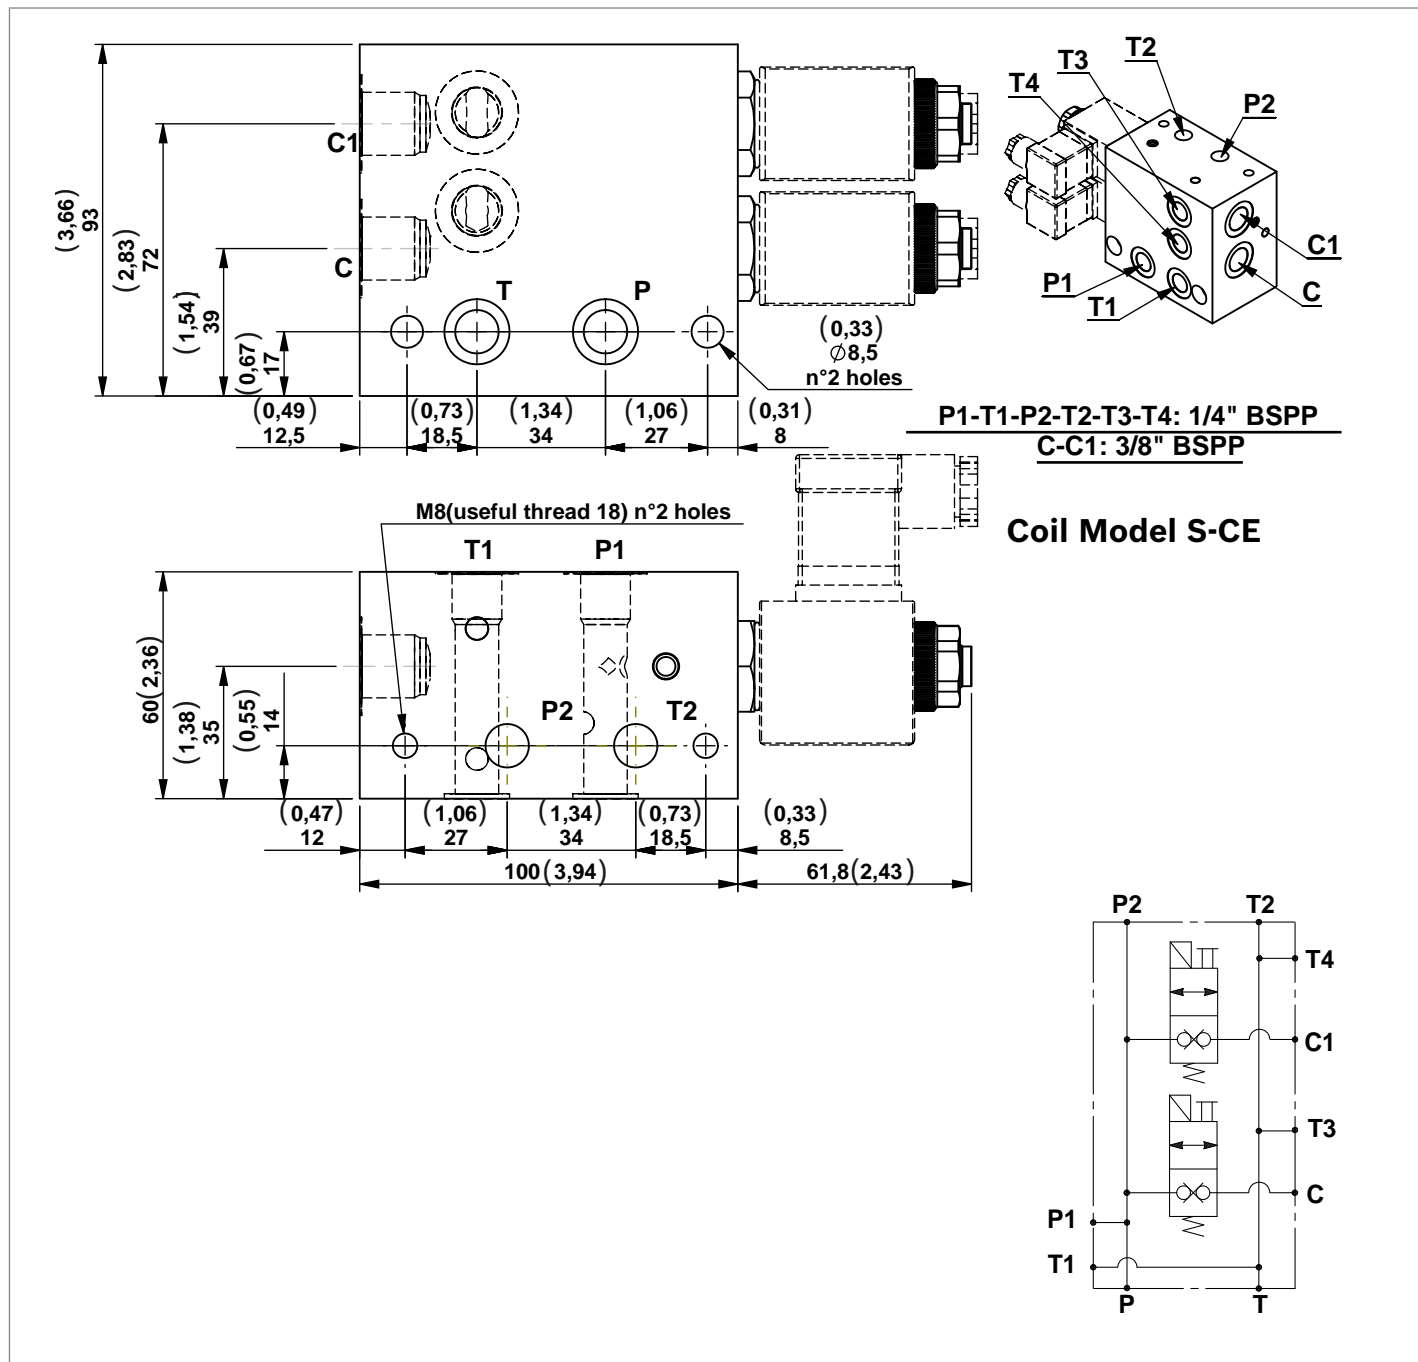 T2
T3
T4
P2
C1
(3,66)
93
(2,83)
72
C
(1,54)
39
T
P
C1
P1
T1
C
(0,67)
17
(0,33)
Ø8,5
n°2 holes
(0,49)
12,5
(0,73)
18,5
(1,34)
34
(1,06)
27
(0,31)
8
P1-T1-P2-T2-T3-T4: 1/4" BSPP
C-C1: 3/8" BSPP
M8(useful thread 18) n°2 holes
Coil Model S-CE
T1
P1
60(2,36)
(1,38)
35
(0,55)
14
P2
T2
(0,47)
12
(1,06)
27
(1,34)
34
(0,73)
18,5
(0,33)
8,5
100(3,94)
61,8(2,43)
P2
T2
T4
C1
T3
C
P1
T1
P
T